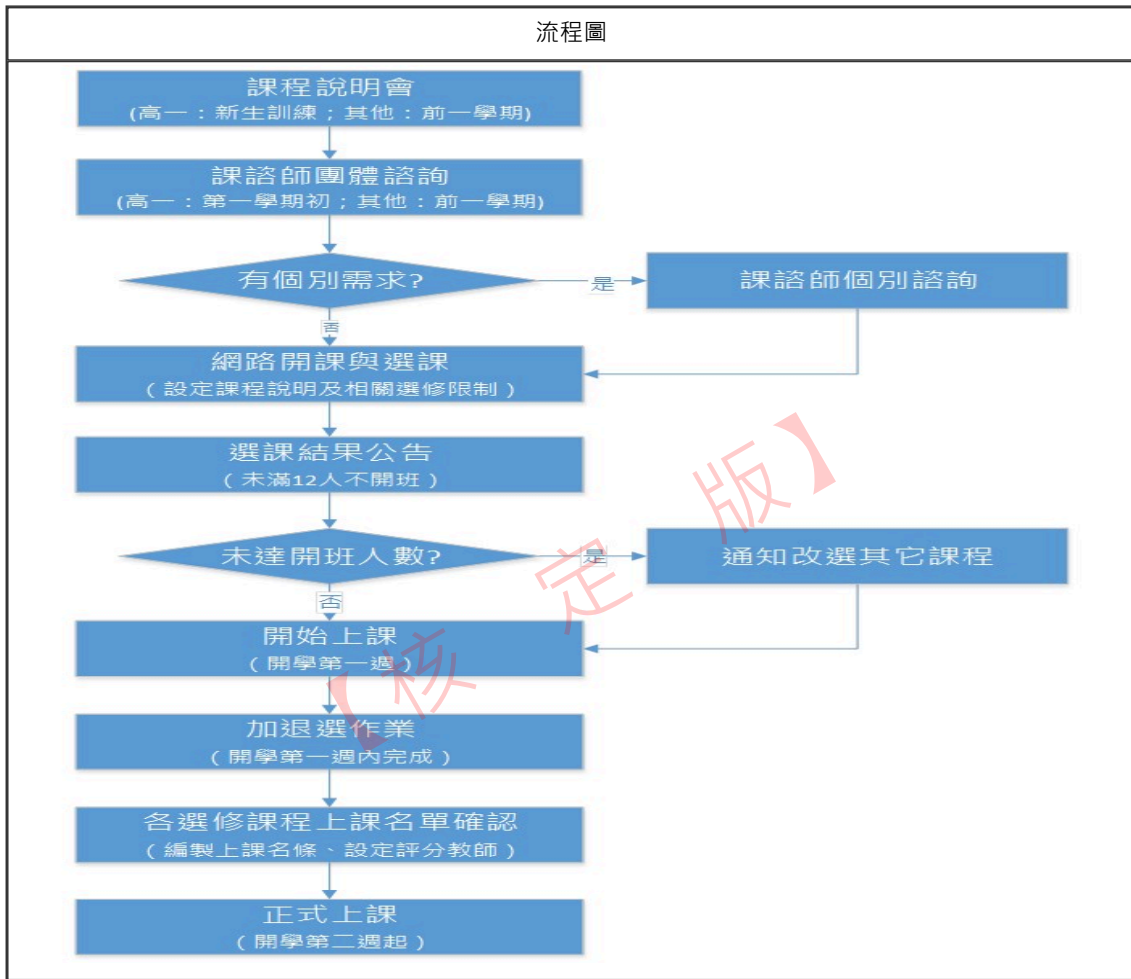 流程圖
課程說明會
(高一：新生訓練；其他：前一學期)
課諮師團體諮詢
(高一：第一學期初；其他：前一學期)
有個別需求?
是
課諮師個別諮詢
否
網路開課與選課
（設定課程說明及相關選修限制）
選課結果公告
（未滿12人不開班）
未達開班人數?
是
通知改選其它課程
否
開始上課
（開學第一週）
加退選作業
（開學第一週內完成）
各選修課程上課名單確認
（編製上課名條、設定評分教師）
正式上課
（開學第二週起）
【核定版】